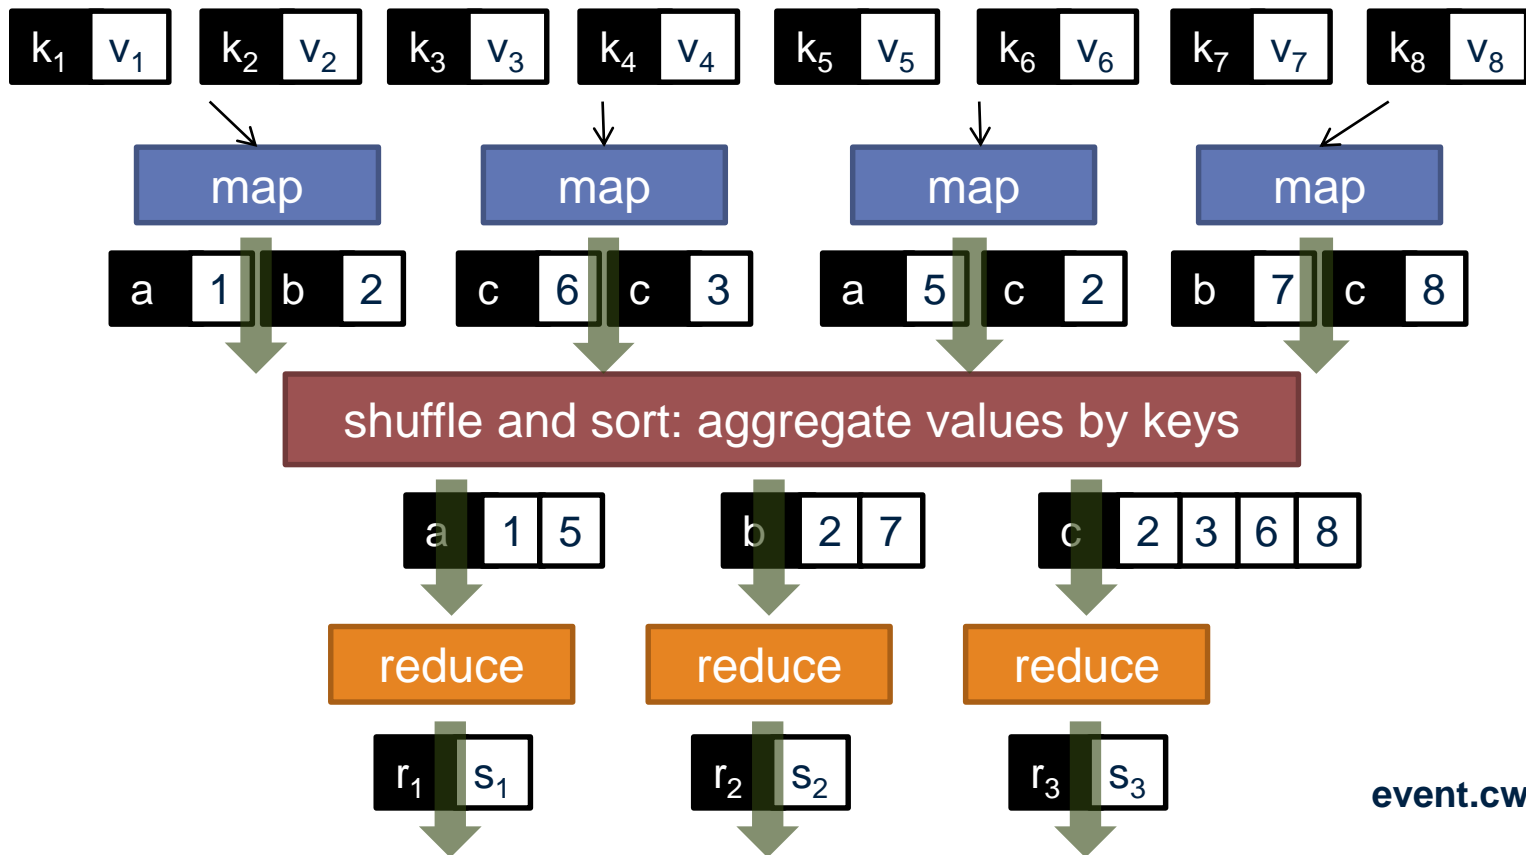 k1 v1 k2 v2 k3 v3 k4 v4 k5 v5 k6 v6 k7 v7 k8 v8
map map map map
a 1 b 2 c 6 c 3 a 5 c 2 b 7 c 8
shuffle and sort: aggregate values by keys
a 1 5 b 2 7 c 2 3 6 8
reduce reduce reduce
r1 s1 r2 s2 r3 s3
event.cw